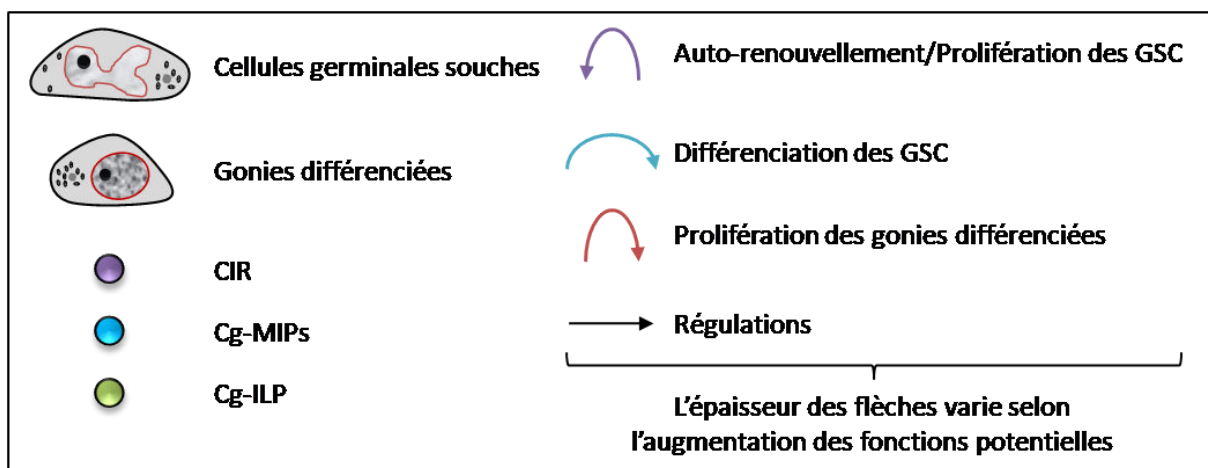 Cellules germinales souches
Gonies différenciées
CIR
Cg-MIPs
Cg-ILP
Auto-renouvellement/Prolifération des GSC
Différenciation des GSC
Prolifération des gonies différenciées
Régulations
L'épaisseur des flèches varie selon
l'augmentation des fonctions potentielles